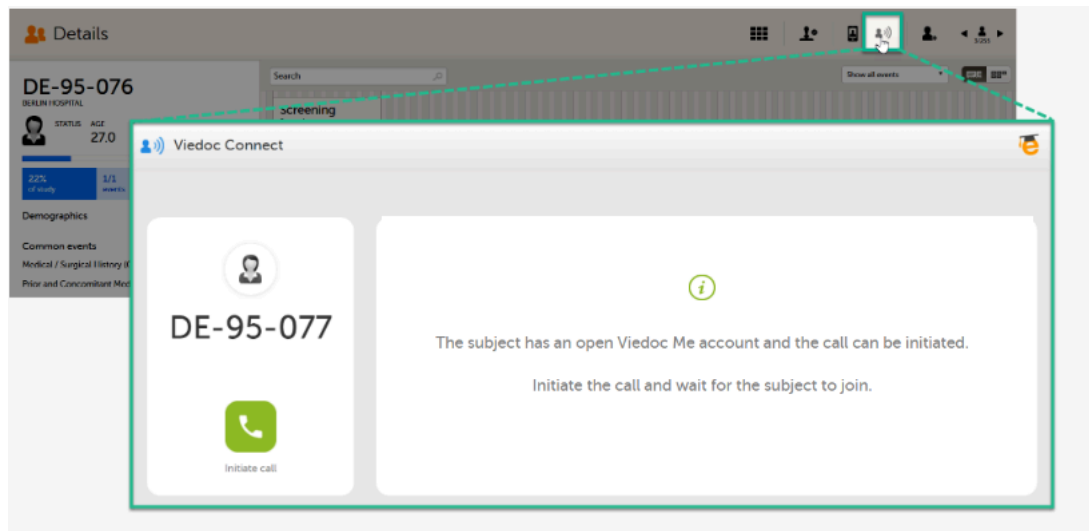 Details
DE-95-076
BERLIN HOSPITAL
STATUS AGE
27.0
22%
of study
1/1
events
Demographics
Common events
Medical / Surgical History (
Prior and Concomitant Med
Search
Show all events
Screening
Viedoc Connect
DE-95-077
Initiate call
The subject has an open Viedoc Me account and the call can be initiated.
Initiate the call and wait for the subject to join.